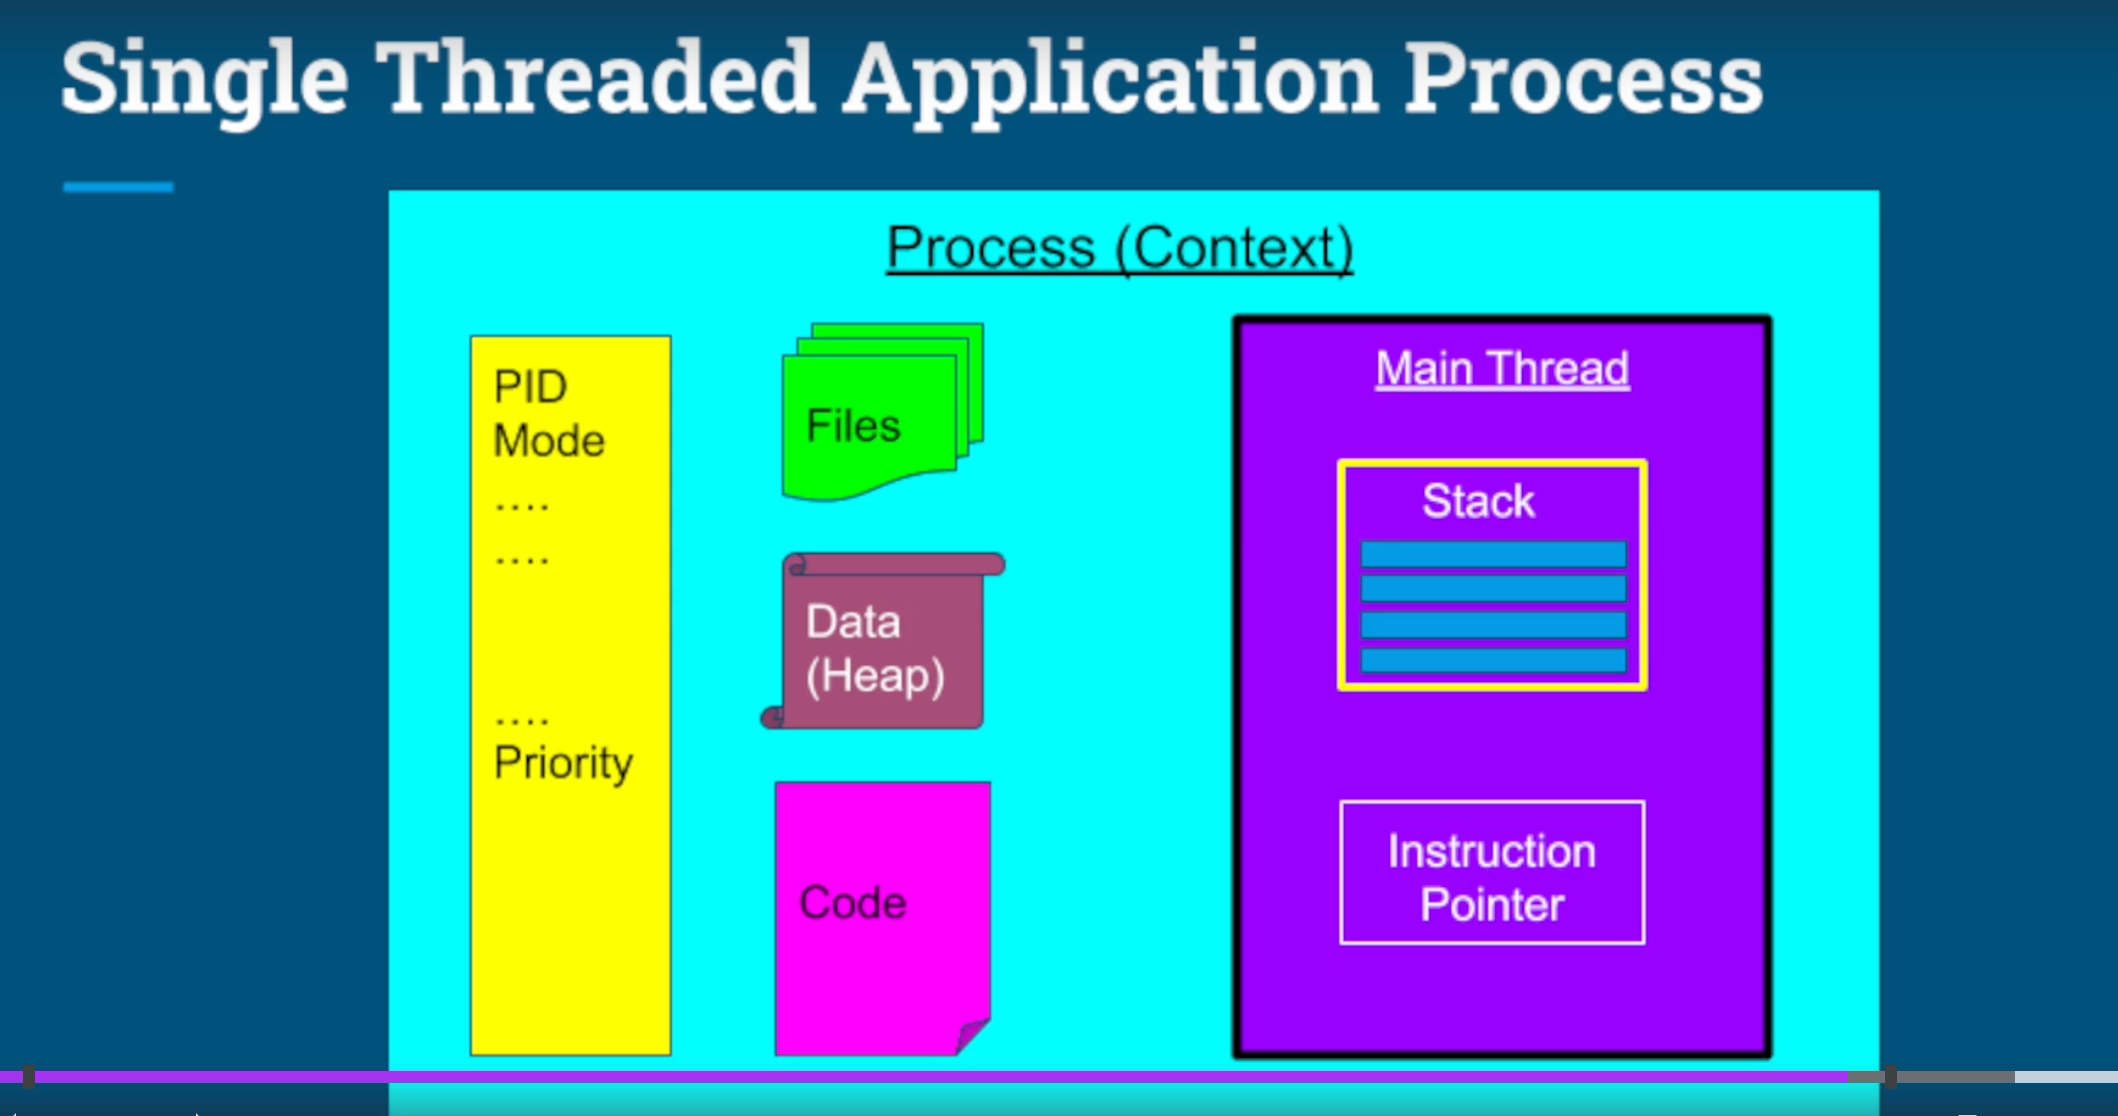 Single Threaded Application Process
Process (Context)
PID
Mode
....
....
....
Priority
Files
Data
(Heap)
Code
Main Thread
Stack
Instruction
Pointer